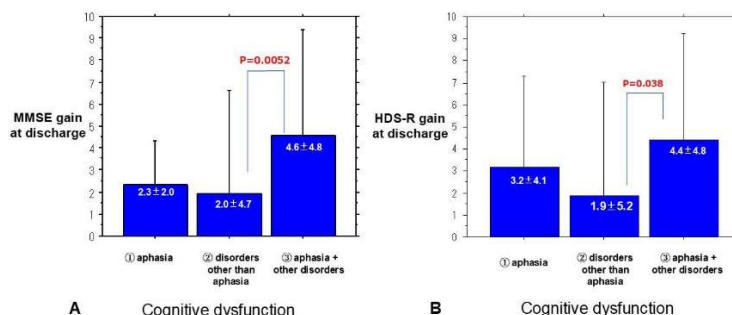 10
9
8
7
6
5
4
3
2
1
0
MMSE gain
at discharge
P=0.0052
2.3±2.0
2.0±4.7
4.6±4.8
① aphasia
② disorders
other than
aphasia
③ aphasia +
other disorders
A
Cognitive dysfunction
10
9
8
7
6
5
4
3
2
1
0
HDS-R gain
at discharge
P=0.038
3.2±4.1
1.9±5.2
4.4±4.8
① aphasia
② disorders
other than
aphasia
③ aphasia +
other disorders
B
Cognitive dysfunction